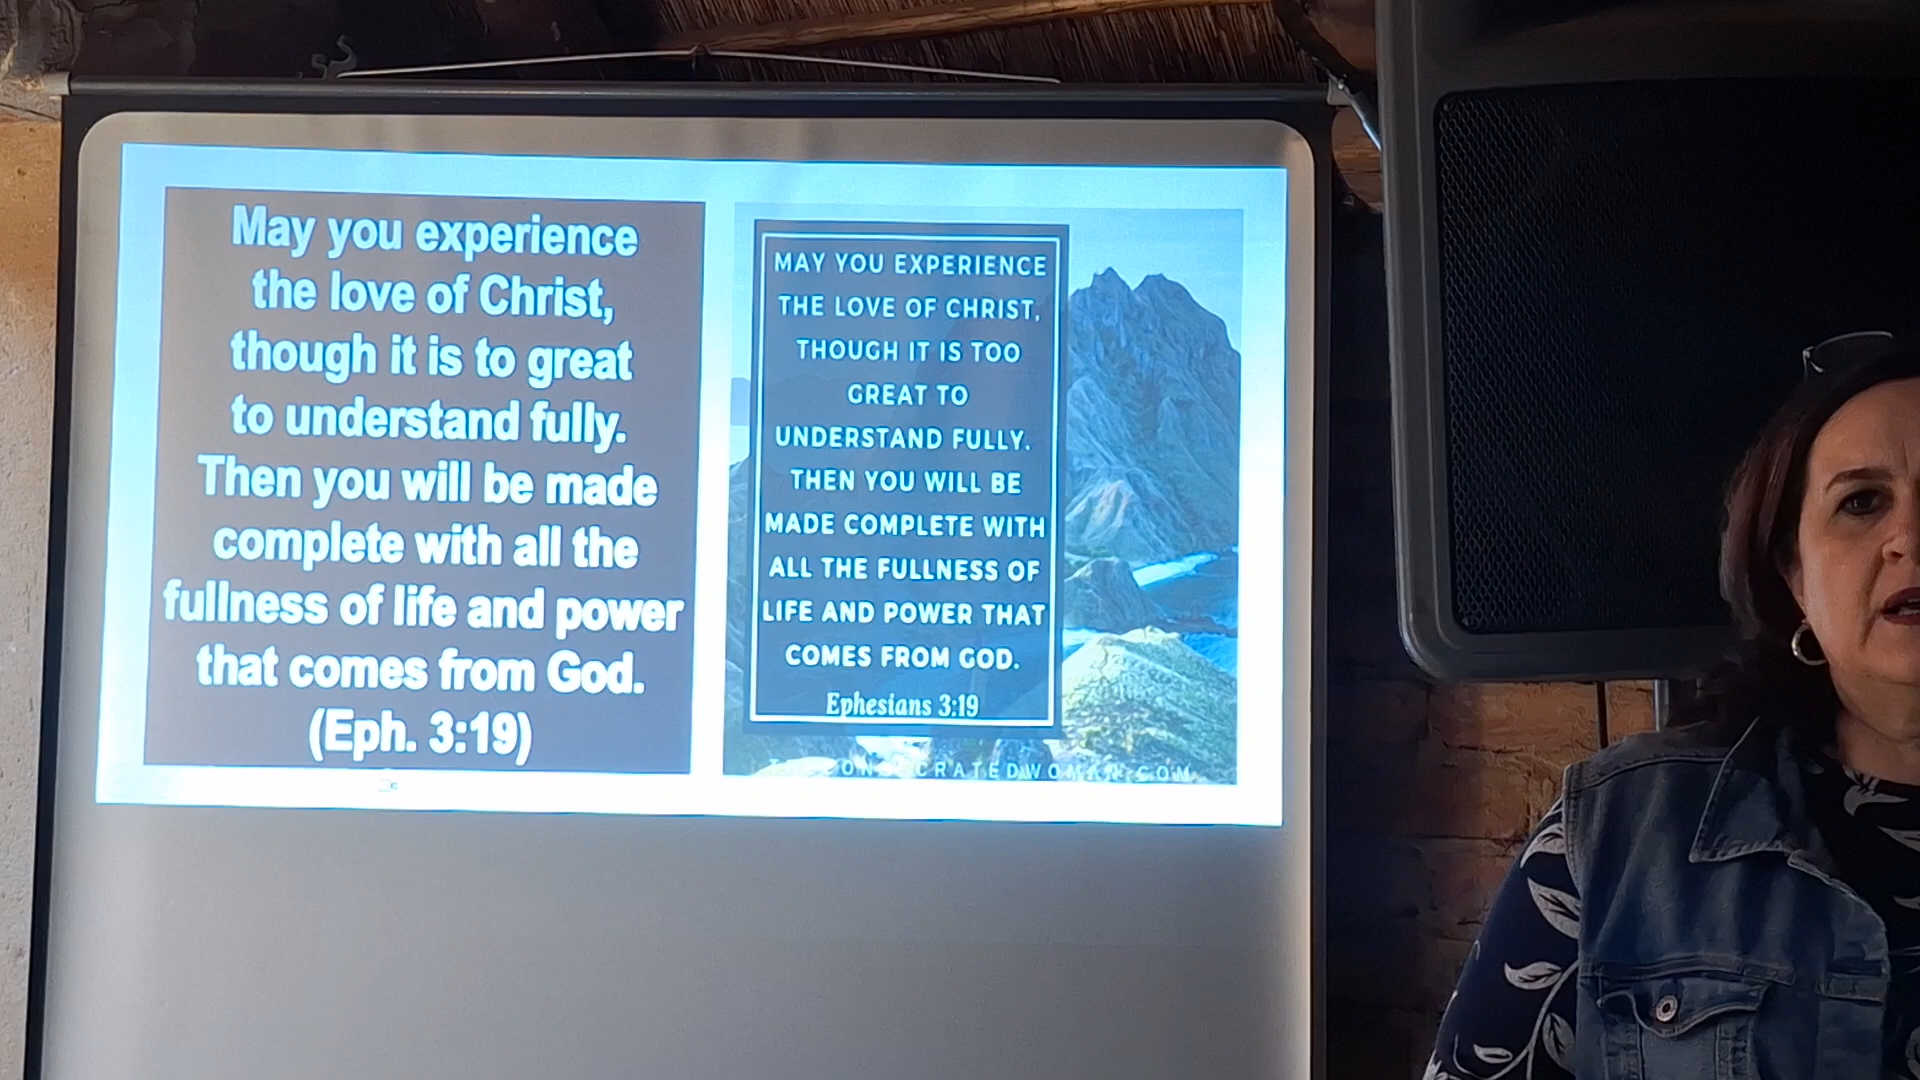 May you experience
the love of Christ,
though it is to great
to understand fully.
Then you will be made
complete with all the
fullness of life and power
that comes from God.
(Eph. 3:19)
MAY YOU EXPERIENCE
THE LOVE OF CHRIST,
THOUGH IT IS TOO
GREAT TO
UNDERSTAND FULLY.
THEN YOU WILL BE
MADE COMPLETE WITH
ALL THE FULLNESS OF
LIFE AND POWER THAT
COMES FROM GOD.
Ephesians 3:19
THECONSECRATEDWOMAN.COM